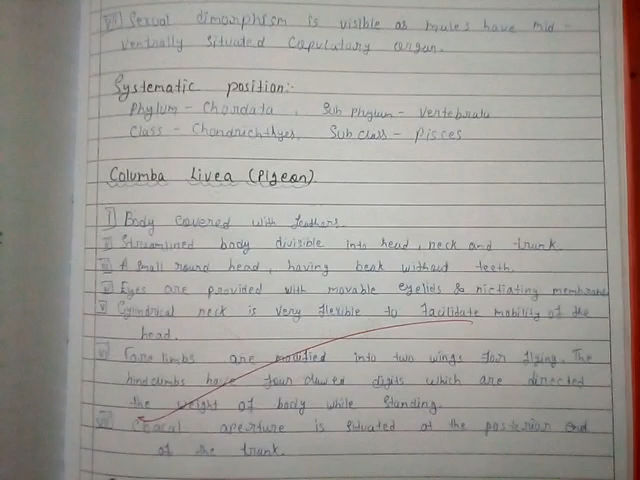 vii) Sexual dimorphism is visible as males have mid-
ventrally situated copulatory organ.
Systematic position:-
Phylum - Chordata, Sub Phylum - Vertebrata
Class - Chondrichthyes, Sub class - Pisces
Columba Livea (Pigeon)
i) Body covered with feathers.
ii) Streamlined body divisible into head, neck and trunk.
iii) A small round head, having beak without teeth.
iv) Eyes are provided with movable eyelids & nictiating membrane
v) Cylindrical neck is very flexible to facilitate mobility of the
head.
vi) Fore limbs are modified into two wings for flying. The
hindlimbs have four clawed digits which are directed
the weight of body while standing.
vii) Cloacal aperture is situated at the posterior end
of the trunk.